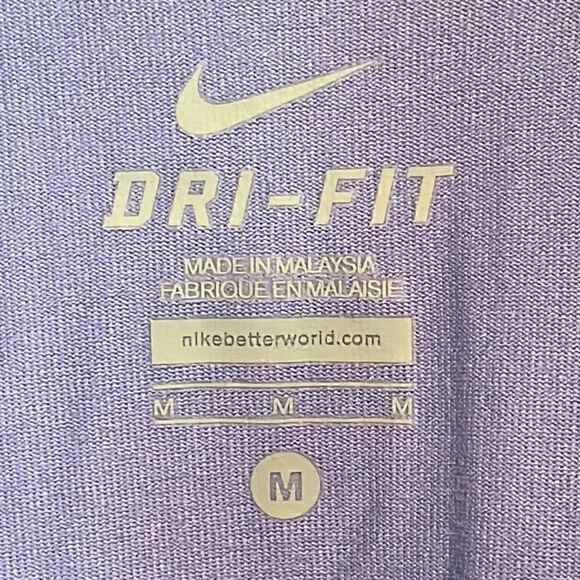 DRI-FIT
MADE IN MALAYSIA
FABRIQUE EN MALAISIE
nikebetterworld.com
M M M
M